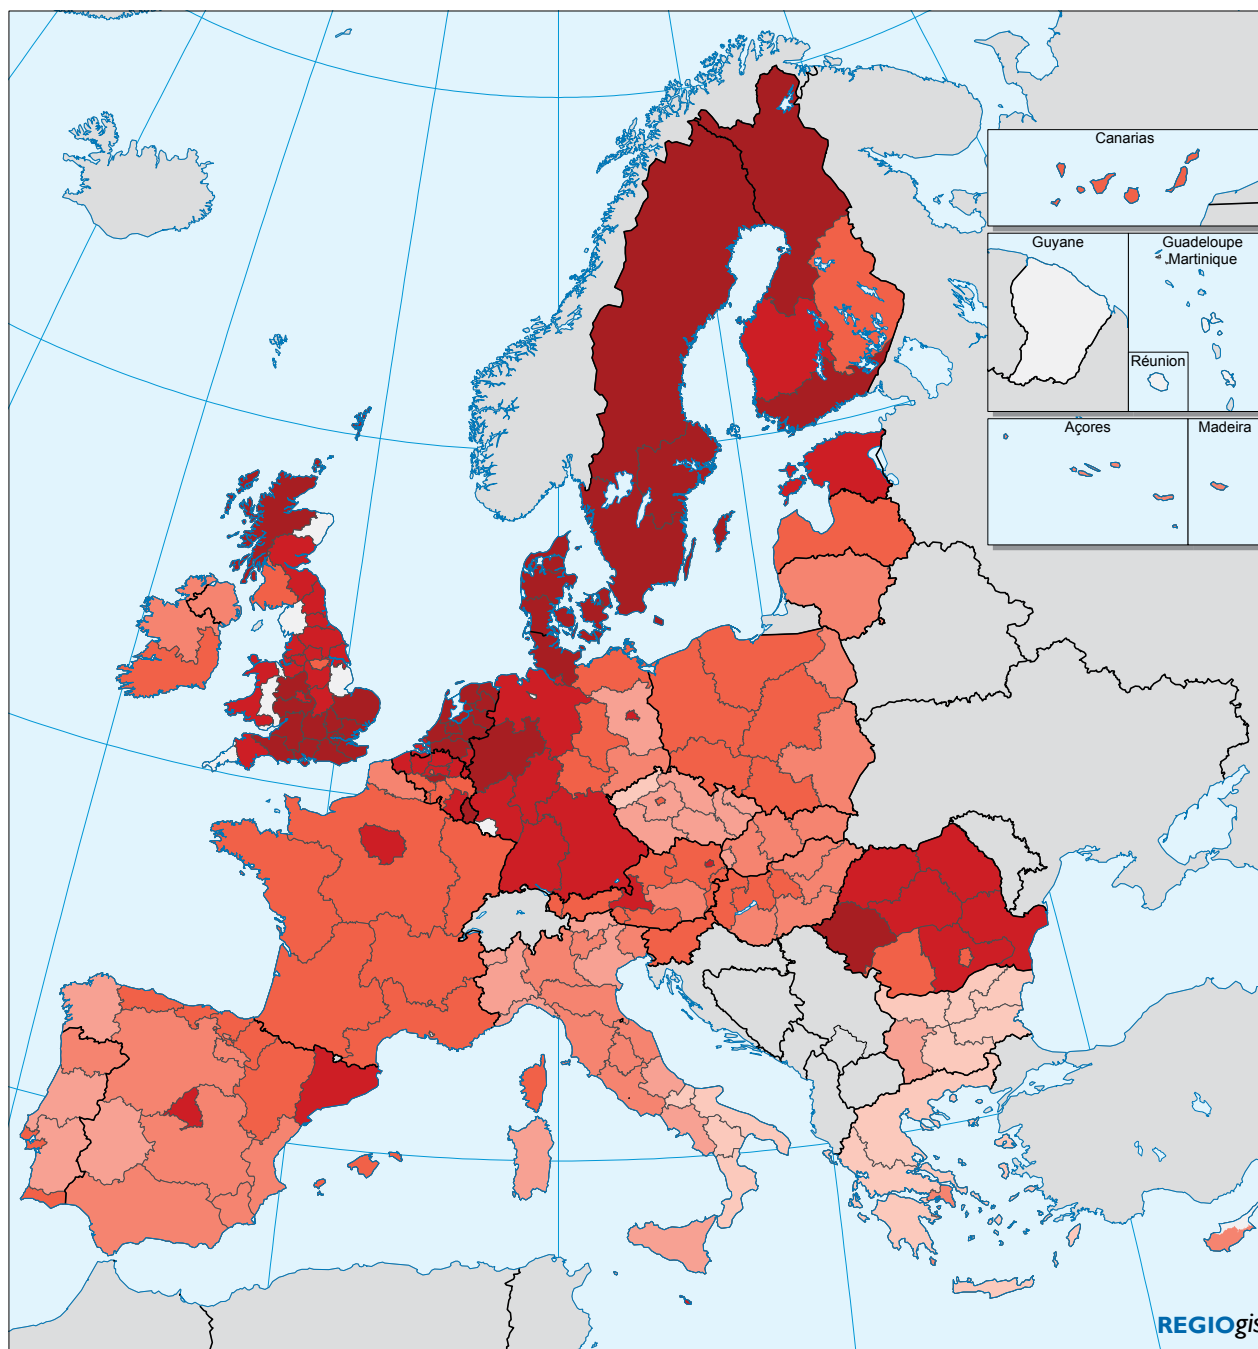 Canarias
Guyane
Guadeloupe
Martinique
Réunion
Açores
Madeira
REGIOgis